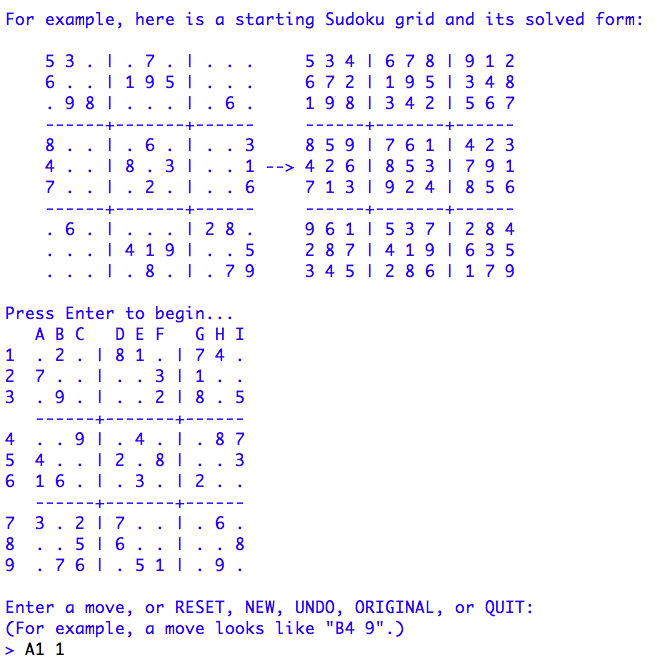 For example, here is a starting Sudoku grid and its solved form:
5 3 . | . 7 . | . . .     5 3 4 | 6 7 8 | 9 1 2
6 . . | 1 9 5 | . . .     6 7 2 | 1 9 5 | 3 4 8
. 9 8 | . . . | . 6 .     1 9 8 | 3 4 2 | 5 6 7
------+-------+------     ------+-------+------
8 . . | . 6 . | . . 3     8 5 9 | 7 6 1 | 4 2 3
4 . . | 8 . 3 | . . 1 --> 4 2 6 | 8 5 3 | 7 9 1
7 . . | . 2 . | . . 6     7 1 3 | 9 2 4 | 8 5 6
------+-------+------     ------+-------+------
. 6 . | . . . | 2 8 .     9 6 1 | 5 3 7 | 2 8 4
. . . | 4 1 9 | . . 5     2 8 7 | 4 1 9 | 6 3 5
. . . | . 8 . | . 7 9     3 4 5 | 2 8 6 | 1 7 9
Press Enter to begin...
   A B C   D E F   G H I
1  . 2 . | 8 1 . | 7 4 .
2  7 . . | . . 3 | 1 . .
3  . 9 . | . . 2 | 8 . 5
   ------+-------+------
4  . . 9 | . 4 . | . 8 7
5  4 . . | 2 . 8 | . . 3
6  1 6 . | . 3 . | 2 . .
   ------+-------+------
7  3 . 2 | 7 . . | . 6 .
8  . . 5 | 6 . . | . . 8
9  . 7 6 | . 5 1 | . 9 .
Enter a move, or RESET, NEW, UNDO, ORIGINAL, or QUIT:
(For example, a move looks like "B4 9".)
> A1 1